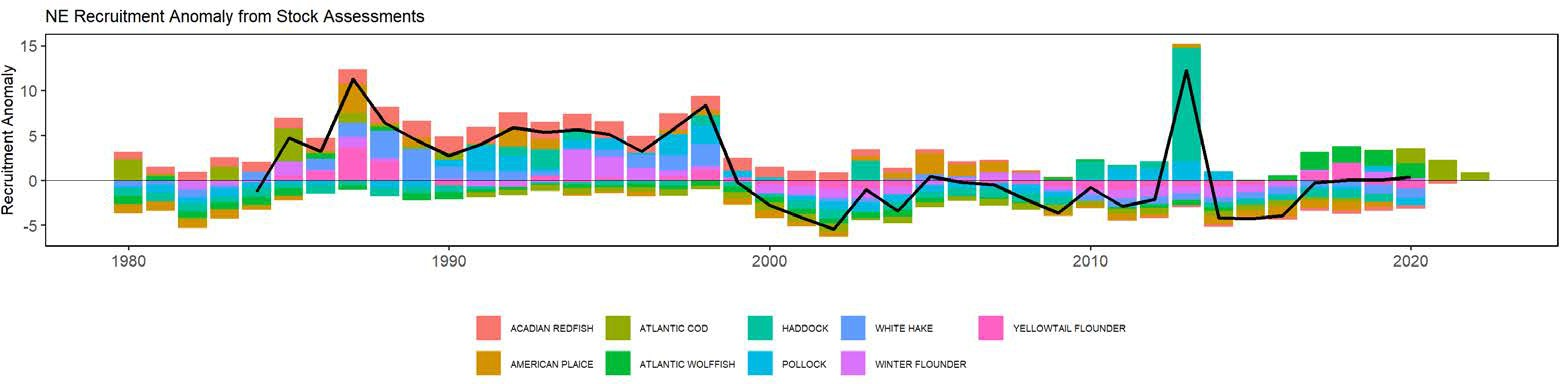 NE Recruitment Anomaly from Stock Assessments
Recruitment Anomaly
15
10
5
0
-5
1980
1990
2000
2010
2020
ACADIAN REDFISH
ATLANTIC COD
HADDOCK
WHITE HAKE
YELLOWTAIL FLOUNDER
AMERICAN PLAICE
ATLANTIC WOLFFISH
POLLOCK
WINTER FLOUNDER